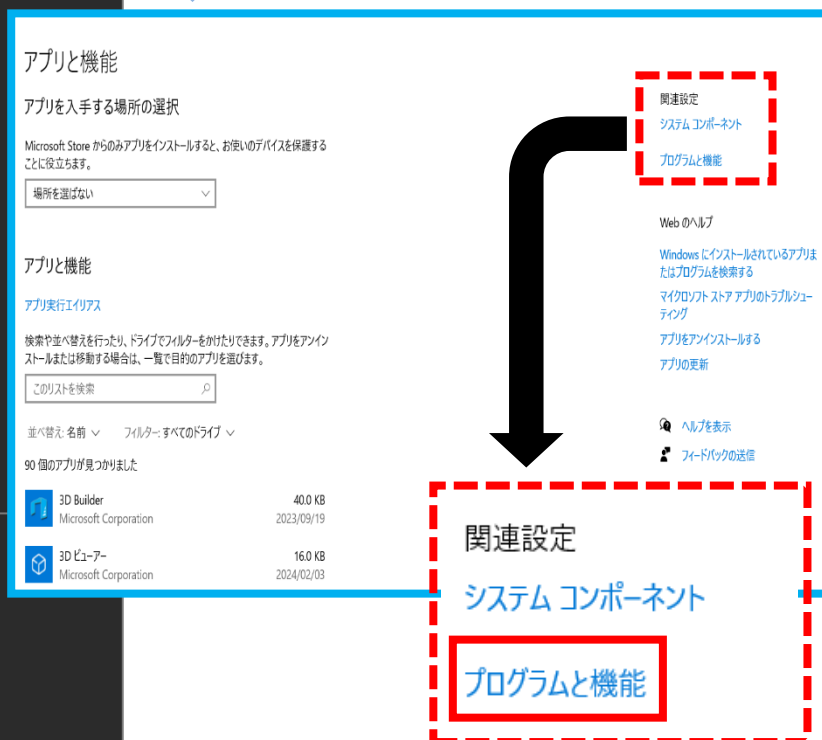 アプリと機能
アプリを入手する場所の選択
Microsoft Store からのみアプリをインストールすると、お使いのデバイスを保護する
ことに役立ちます。
場所を選ばない
アプリと機能
アプリ実行エイリアス
検索や並べ替えを行ったり、ドライブでフィルターをかけたりできます。アプリをアンイン
ストールまたは移動する場合は、一覧で目的のアプリを選びます。
このリストを検索
並べ替え: 名前 フィルター: すべてのドライブ
90 個のアプリが見つかりました
3D Builder 40.0 KB
Microsoft Corporation 2023/09/19
3D ビューアー 16.0 KB
Microsoft Corporation 2024/02/03
関連設定
システム コンポーネント
プログラムと機能
Web のヘルプ
Windows にインストールされているアプリま
たはプログラムを検索する
マイクロソフト ストア アプリのトラブルシュー
ティング
アプリをアンインストールする
アプリの更新
ヘルプを表示
フィードバックの送信
関連設定
システム コンポーネント
プログラムと機能